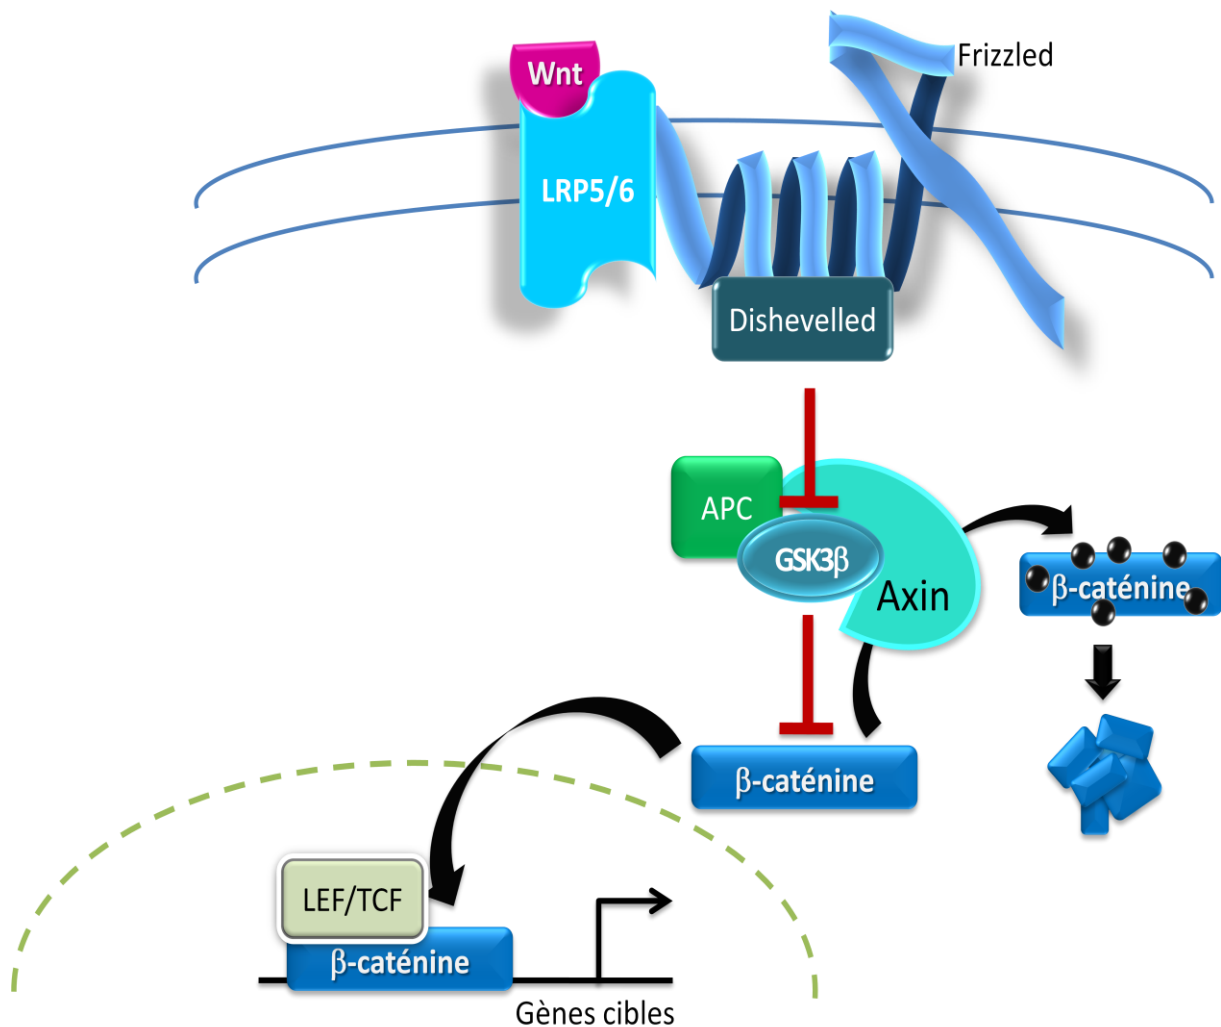 Frizzled
Wnt
LRP5/6
Dishevelled
APC
GSK3β
Axin
β-caténine
β-caténine
LEF/TCF
β-caténine
Gènes cibles